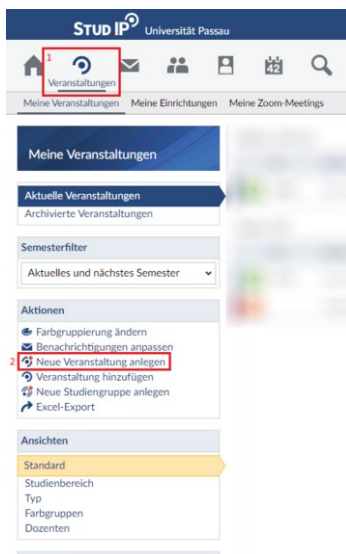 STUD IP Universität Passau
1
Veranstaltungen
42
Meine Veranstaltungen Meine Einrichtungen Meine Zoom-Meetings
Meine Veranstaltungen
Aktuelle Veranstaltungen
Archivierte Veranstaltungen
Semesterfilter
Aktuelles und nächstes Semester
Aktionen
Farbgruppierung ändern
Benachrichtigungen anpassen
2 Neue Veranstaltung anlegen
Veranstaltung hinzufügen
Neue Studiengruppe anlegen
Excel-Export
Ansichten
Standard
Studienbereich
Typ
Farbgruppen
Dozenten